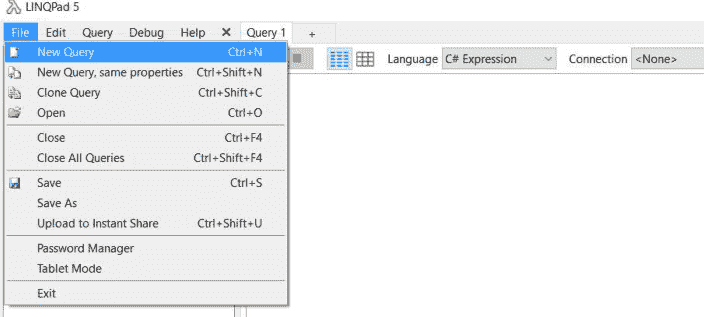 LINQPad 5
File Edit Query Debug Help ✕ Query 1 +
New Query Ctrl+N
Language C# Expression Connection <None>
New Query, same properties Ctrl+Shift+N
Clone Query Ctrl+Shift+C
Open Ctrl+O
Close Ctrl+F4
Close All Queries Ctrl+Shift+F4
Save Ctrl+S
Save As
Upload to Instant Share Ctrl+Shift+U
Password Manager
Tablet Mode
Exit